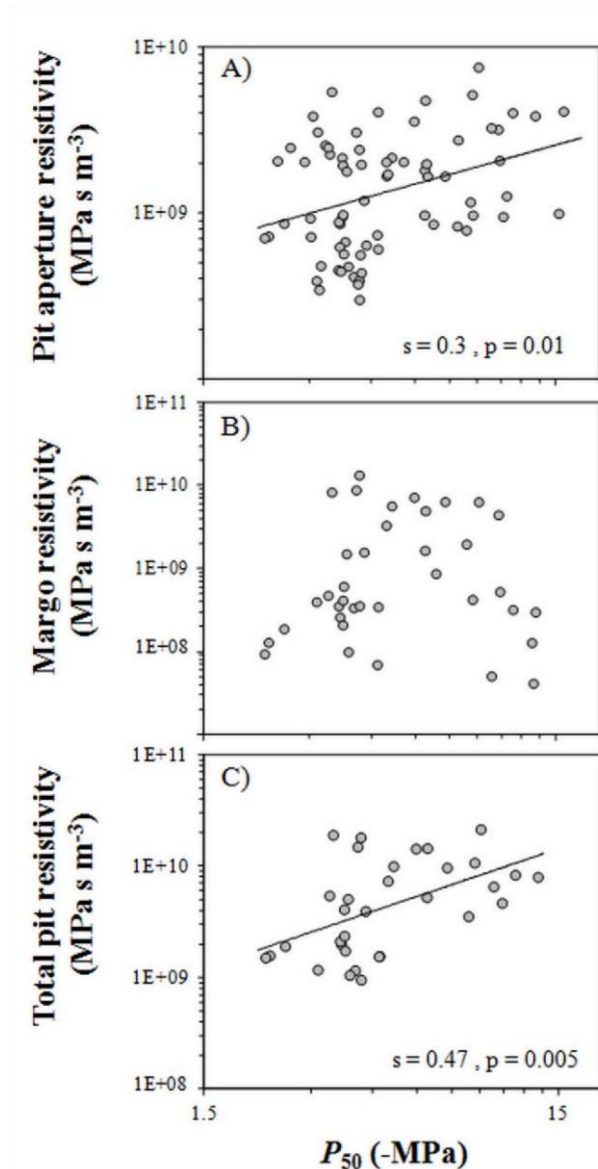 Pit aperture resistivity
(MPa s m-3)
1E+10
A)
1E+09
s = 0.3 , p = 0.01
Margo resistivity
(MPa s m-3)
1E+11
B)
1E+10
1E+09
1E+08
Total pit resistivity
(MPa s m-3)
1E+11
C)
1E+10
1E+09
1E+08
s = 0.47 , p = 0.005
1.5
15
P50 (-MPa)